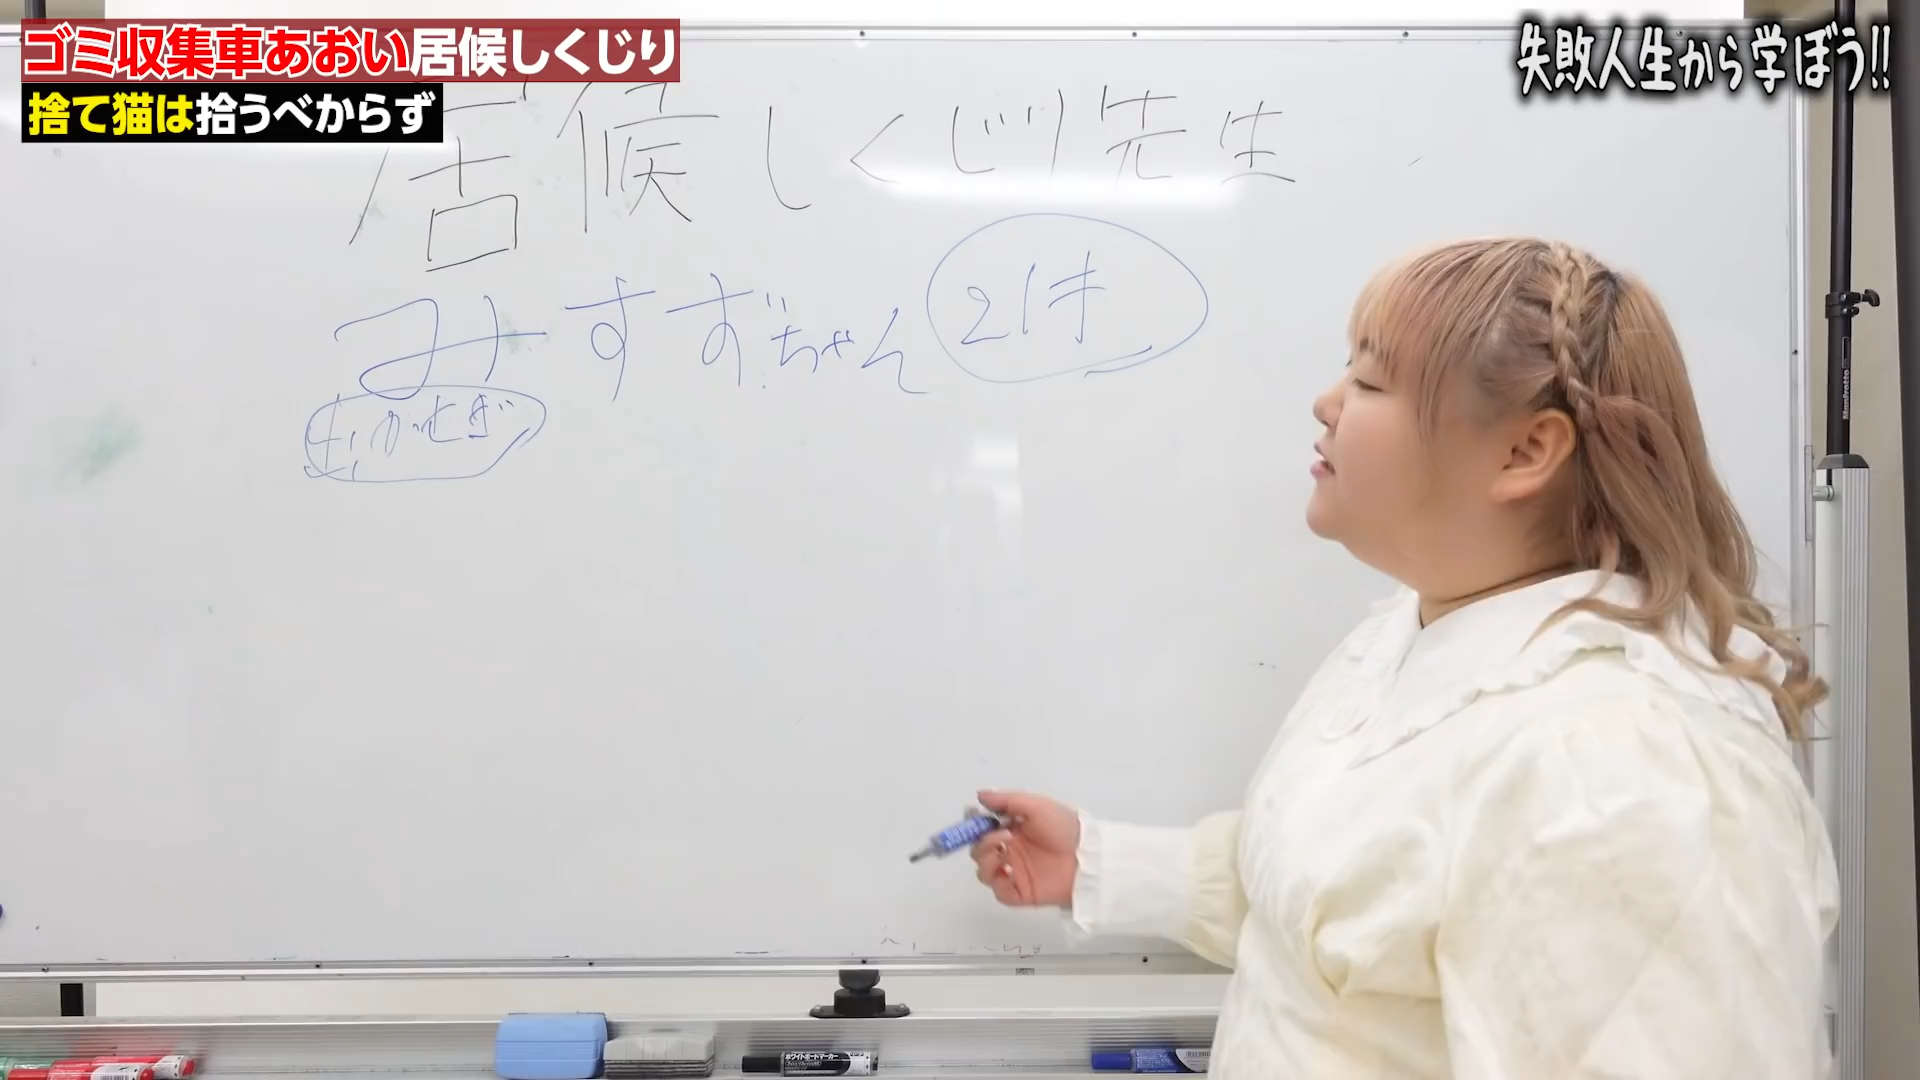 ゴミ収集車あおい居候しくじり
捨て猫は拾うべからず
失敗人生から学ぼう!!
居候しくじり先生
みすずちゃん 21才
Manfrotto
ホワイトボードマーカー